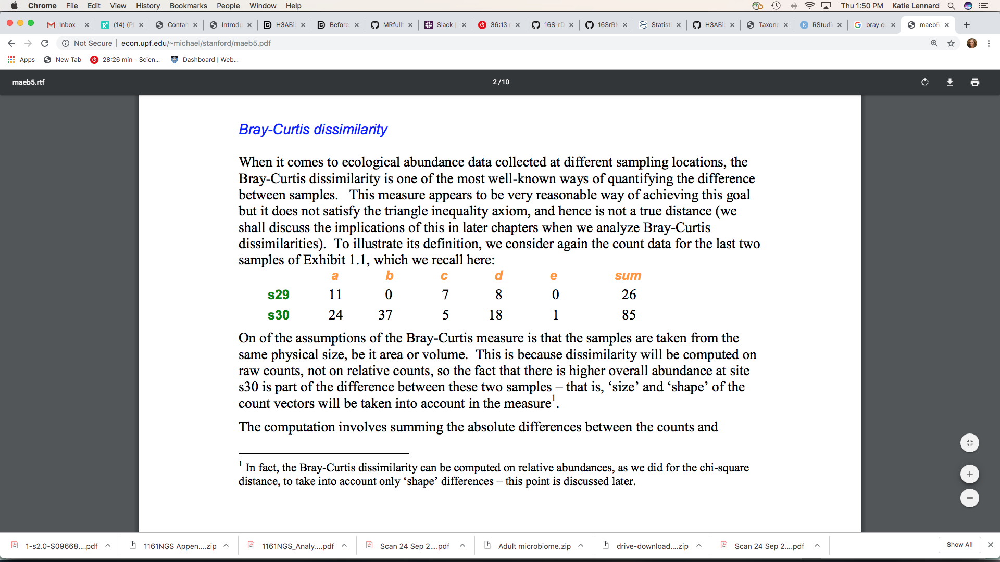 Chrome File Edit View History Bookmarks People Window Help Thu 1:50 PM Katie Lennard
Inbox - (14) (P Contan Introdu H3ABi Before MRfull Slack | 36:13 16S-rD 16SrRN Statist H3ABi Taxono RStudi bray cu maeb5
Not Secure | econ.upf.edu/~michael/stanford/maeb5.pdf
Apps New Tab 28:26 min - Scien... Dashboard | Web...
maeb5.rtf 2 / 10
Bray-Curtis dissimilarity
When it comes to ecological abundance data collected at different sampling locations, the
Bray-Curtis dissimilarity is one of the most well-known ways of quantifying the difference
between samples. This measure appears to be very reasonable way of achieving this goal
but it does not satisfy the triangle inequality axiom, and hence is not a true distance (we
shall discuss the implications of this in later chapters when we analyze Bray-Curtis
dissimilarities). To illustrate its definition, we consider again the count data for the last two
samples of Exhibit 1.1, which we recall here:
a b c d e sum
s29 11 0 7 8 0 26
s30 24 37 5 18 1 85
On of the assumptions of the Bray-Curtis measure is that the samples are taken from the
same physical size, be it area or volume. This is because dissimilarity will be computed on
raw counts, not on relative counts, so the fact that there is higher overall abundance at site
s30 is part of the difference between these two samples – that is, ‘size’ and ‘shape’ of the
count vectors will be taken into account in the measure1.
The computation involves summing the absolute differences between the counts and
1 In fact, the Bray-Curtis dissimilarity can be computed on relative abundances, as we did for the chi-square
distance, to take into account only ‘shape’ differences – this point is discussed later.
1-s2.0-S09668....pdf 1161NGS Appen....zip 1161NGS_Analy....pdf Scan 24 Sep 2....pdf Adult microbiome.zip drive-download....zip Scan 24 Sep 2....pdf Show All